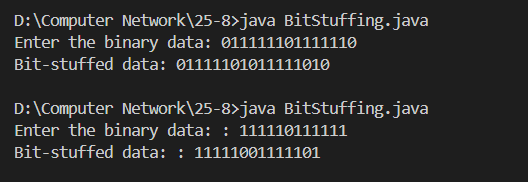 D:\Computer Network\25-8>java BitStuffing.java
Enter the binary data: 011111101111110
Bit-stuffed data: 01111101011111010

D:\Computer Network\25-8>java BitStuffing.java
Enter the binary data: : 111110111111
Bit-stuffed data: : 11111001111101